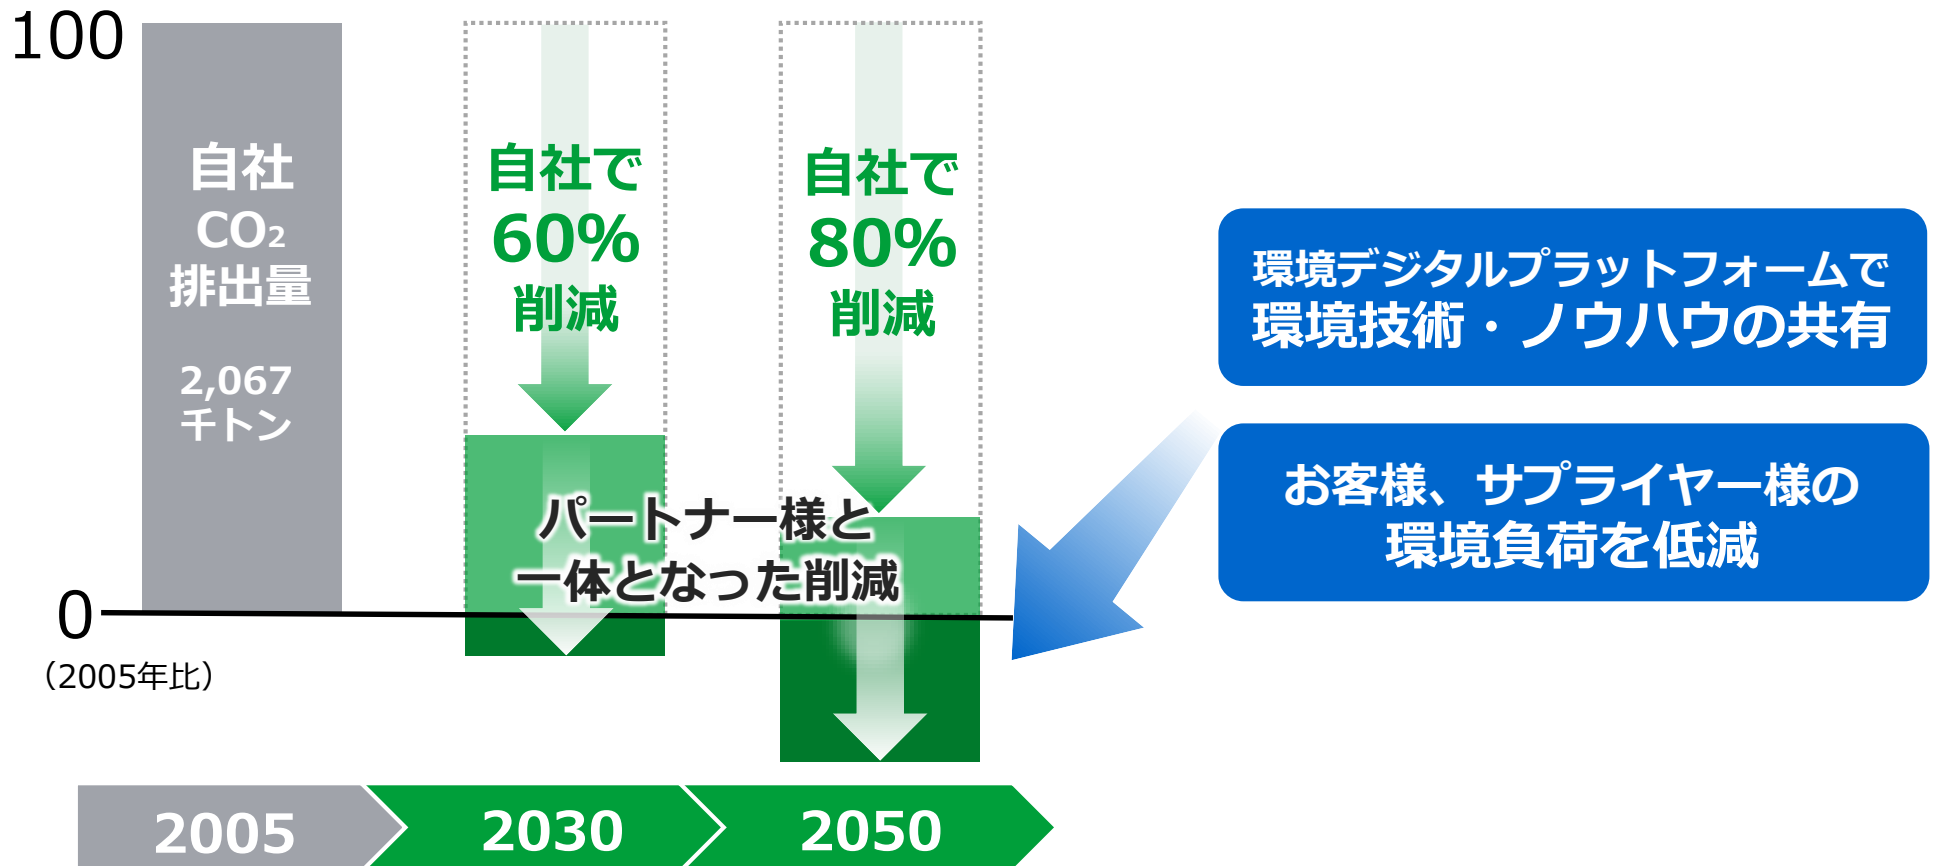 100
自社
CO₂
排出量
2,067
千トン
自社で
60%
削減
自社で
80%
削減
パートナー様と
一体となった削減
0
（2005年比）
2005
2030
2050
環境デジタルプラットフォームで
環境技術・ノウハウの共有
お客様、サプライヤー様の
環境負荷を低減